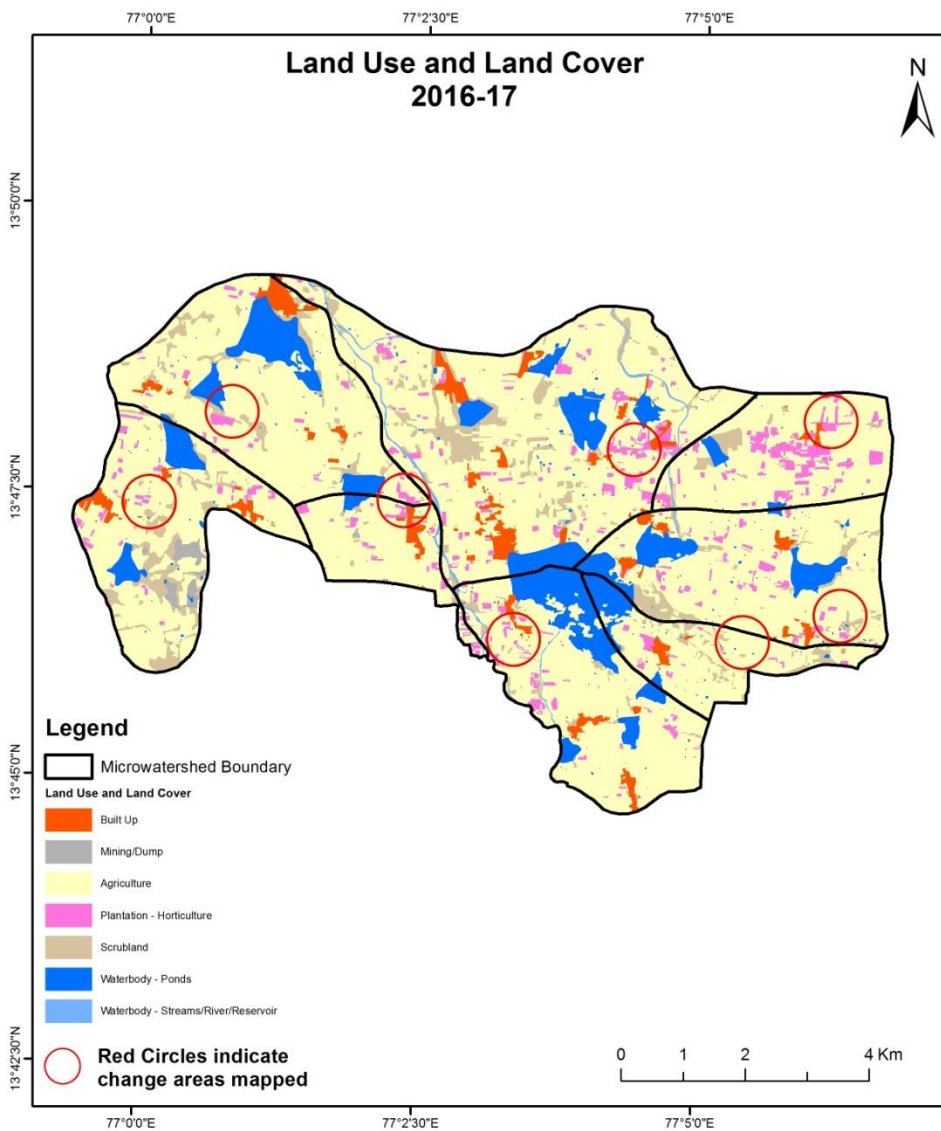 77°0'0"E
77°2'30"E
77°5'0"E
Land Use and Land Cover
2016-17
N
13°50'0"N
13°47'30"N
13°45'0"N
13°42'30"N
Legend
Microwatershed Boundary
Land Use and Land Cover
Built Up
Mining/Dump
Agriculture
Plantation - Horticulture
Scrubland
Waterbody - Ponds
Waterbody - Streams/River/Reservoir
Red Circles indicate
change areas mapped
0 1 2 4 Km
77°0'0"E
77°2'30"E
77°5'0"E